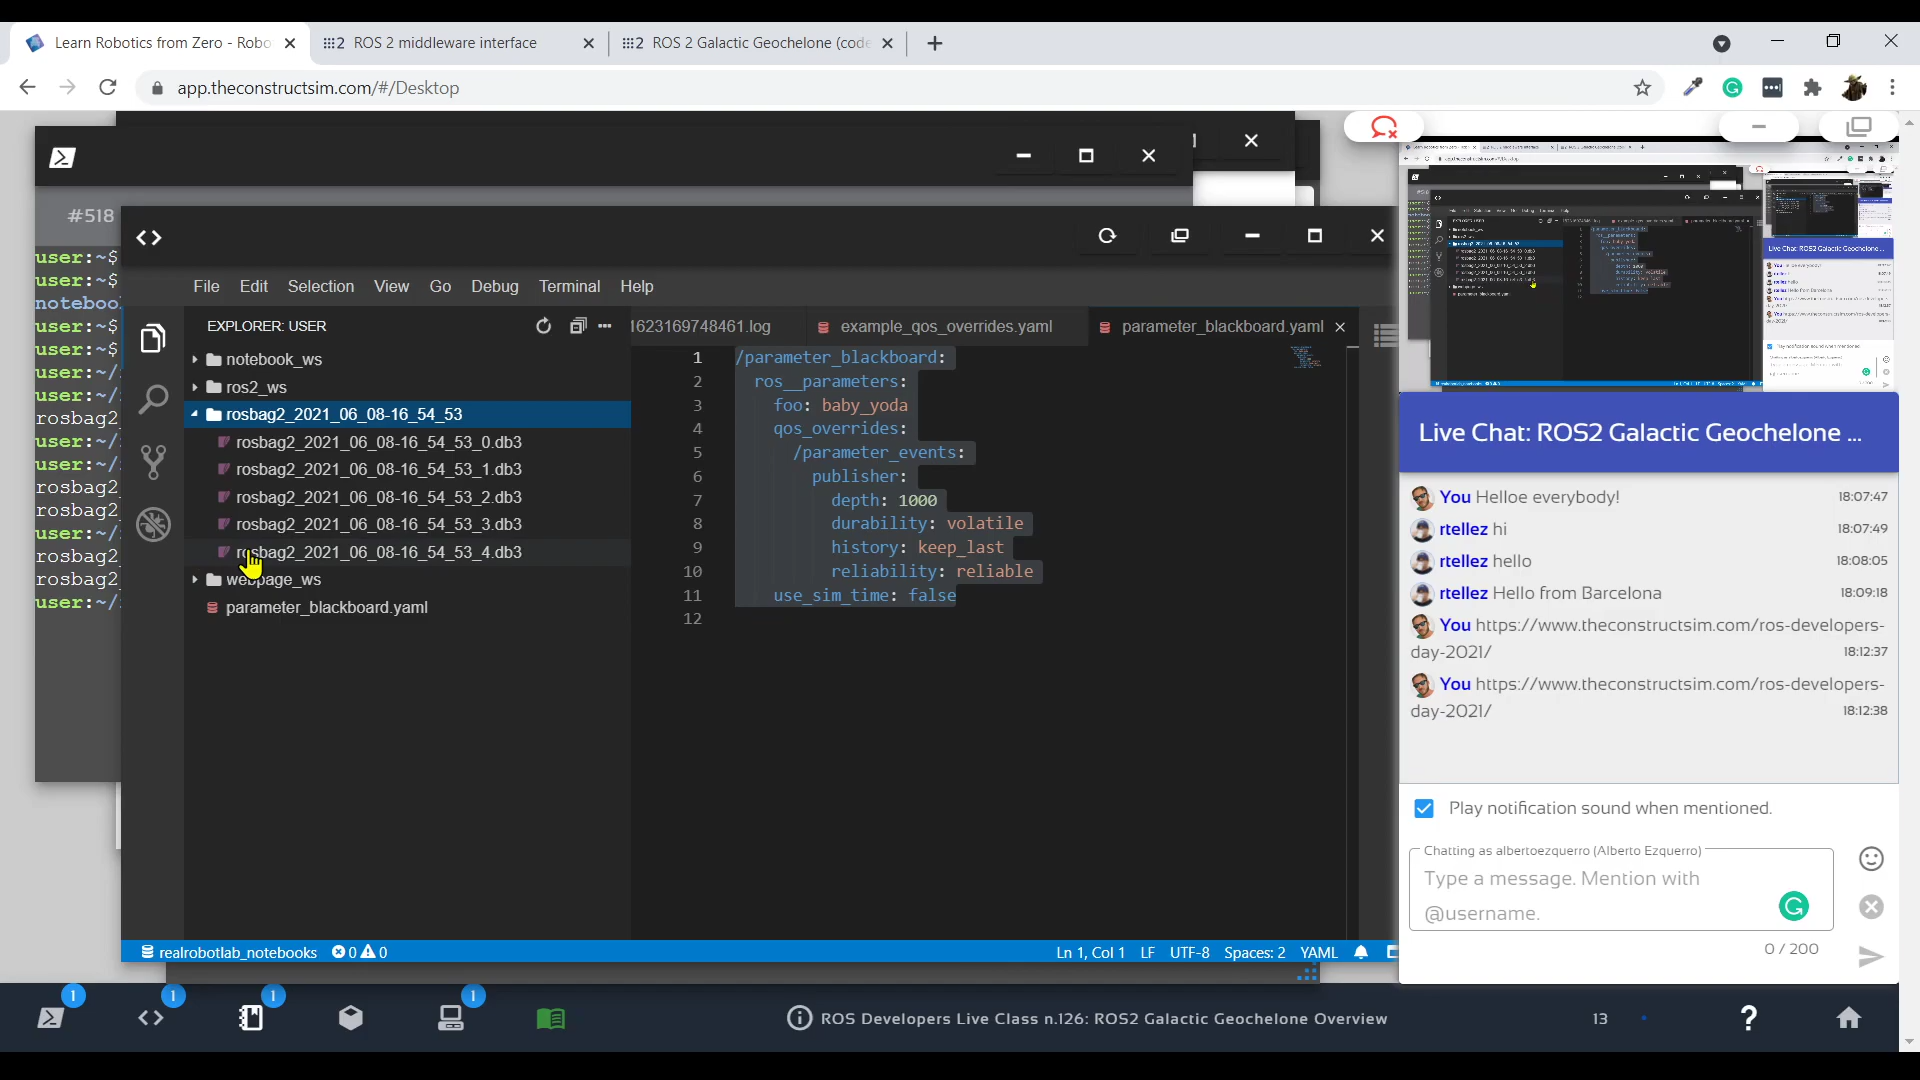 Learn Robotics from Zero - Robo
ROS 2 middleware interface
ROS 2 Galactic Geochelone (code
app.theconstructsim.com/#/Desktop
#518
user:~$
user:~$
noteboo
user:~$
user:~$
user:~/
user:~/
rosbag2
user:~/
user:~/
rosbag2
rosbag2
user:~/
rosbag2
rosbag2
user:~/
File Edit Selection View Go Debug Terminal Help
EXPLORER: USER
notebook_ws
ros2_ws
rosbag2_2021_06_08-16_54_53
rosbag2_2021_06_08-16_54_53_0.db3
rosbag2_2021_06_08-16_54_53_1.db3
rosbag2_2021_06_08-16_54_53_2.db3
rosbag2_2021_06_08-16_54_53_3.db3
rosbag2_2021_06_08-16_54_53_4.db3
webpage_ws
parameter_blackboard.yaml
1623169748461.log
example_qos_overrides.yaml
parameter_blackboard.yaml
1 /parameter_blackboard:
2 ros__parameters:
3 foo: baby_yoda
4 qos_overrides:
5 /parameter_events:
6 publisher:
7 depth: 1000
8 durability: volatile
9 history: keep_last
10 reliability: reliable
11 use_sim_time: false
12
realrobotlab_notebooks 0 0
Ln 1, Col 1 LF UTF-8 Spaces: 2 YAML
Live Chat: ROS2 Galactic Geochelone ...
Live Chat: ROS2 Galactic Geochelone ...
You Helloe everybody! 18:07:47
rtellez hi 18:07:49
rtellez hello 18:08:05
rtellez Hello from Barcelona 18:09:18
You https://www.theconstructsim.com/ros-developers-
day-2021/ 18:12:37
You https://www.theconstructsim.com/ros-developers-
day-2021/ 18:12:38
Play notification sound when mentioned.
Chatting as albertoezquerro (Alberto Ezquerro)
Type a message. Mention with
@username.
0 / 200
1
1
1
1
ROS Developers Live Class n.126: ROS2 Galactic Geochelone Overview
13
?